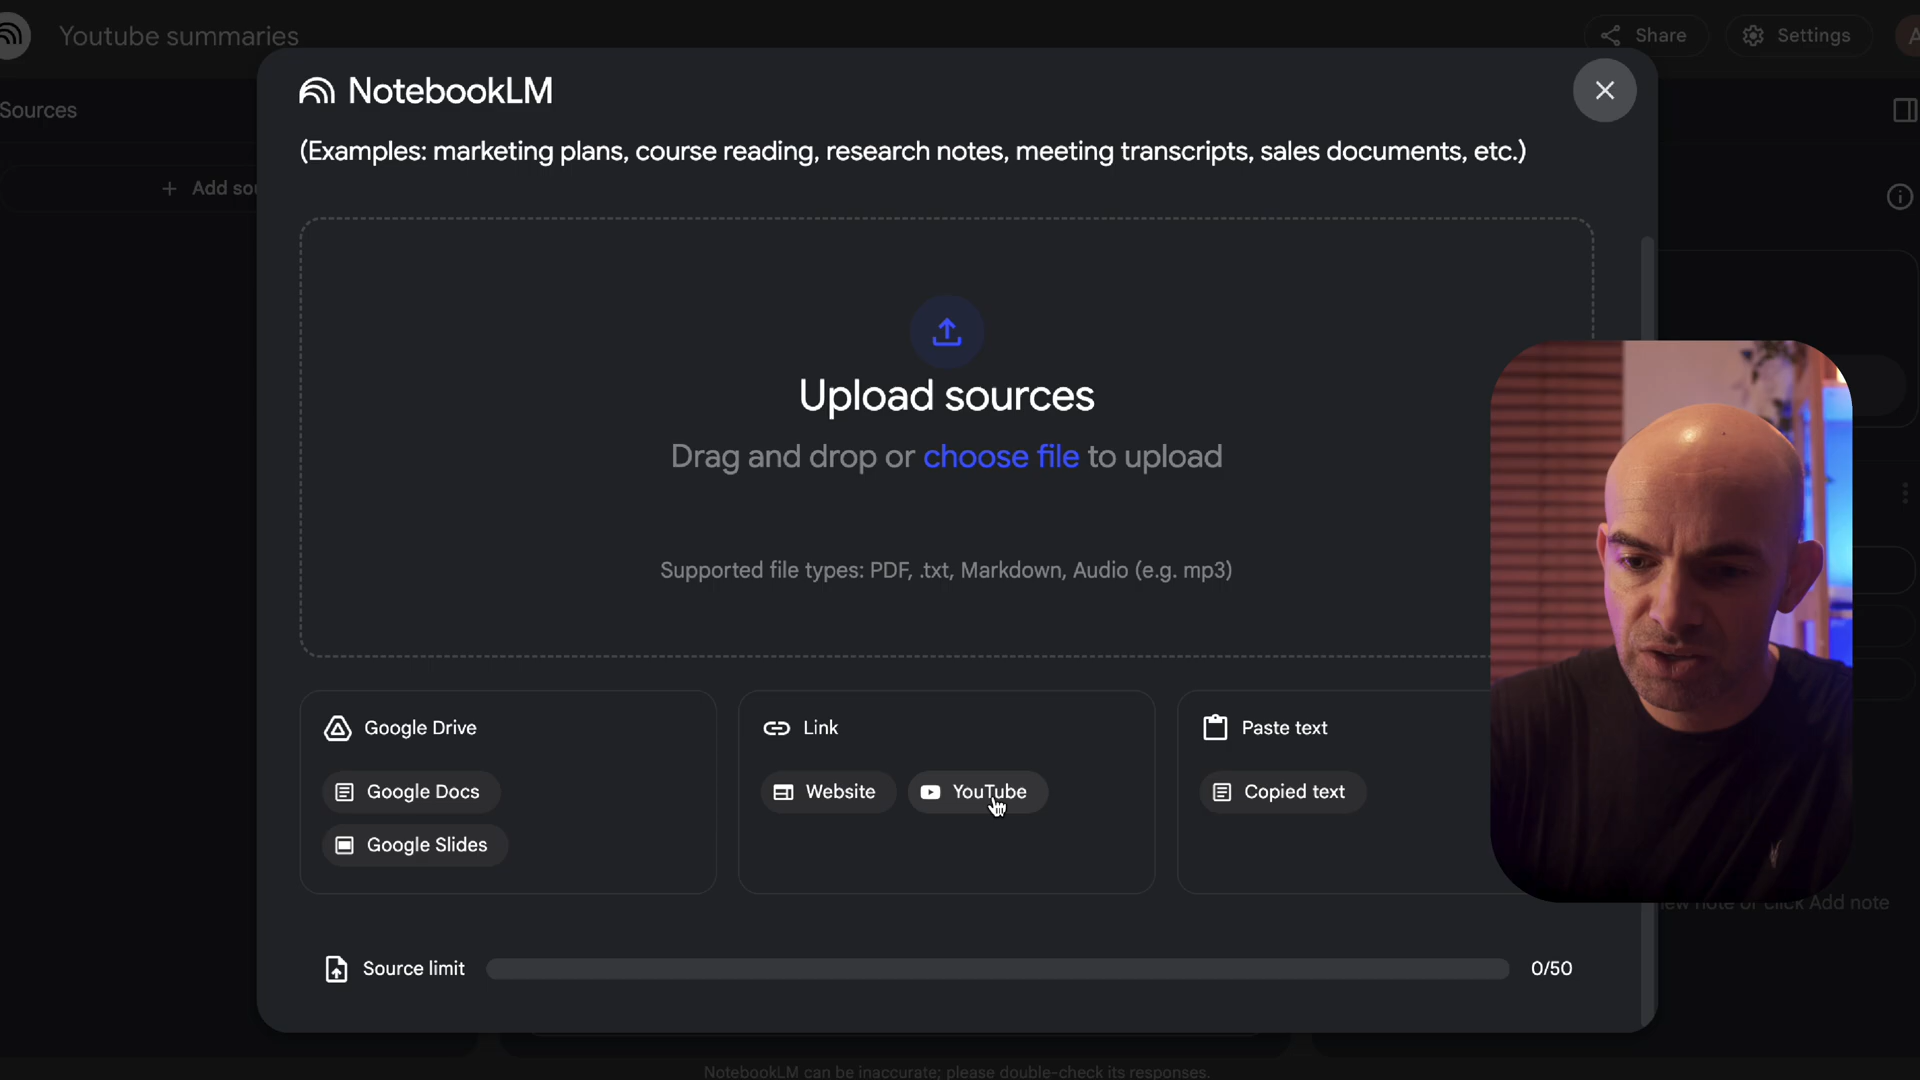 Youtube summaries
Share
Settings
Sources
+ Add
NotebookLM
(Examples: marketing plans, course reading, research notes, meeting transcripts, sales documents, etc.)
Upload sources
Drag and drop or choose file to upload
Supported file types: PDF, .txt, Markdown, Audio (e.g. mp3)
Google Drive
Google Docs
Google Slides
Link
Website
YouTube
Paste text
Copied text
note or click Add note
Source limit
0/50
NotebookLM can be inaccurate; please double-check its responses.